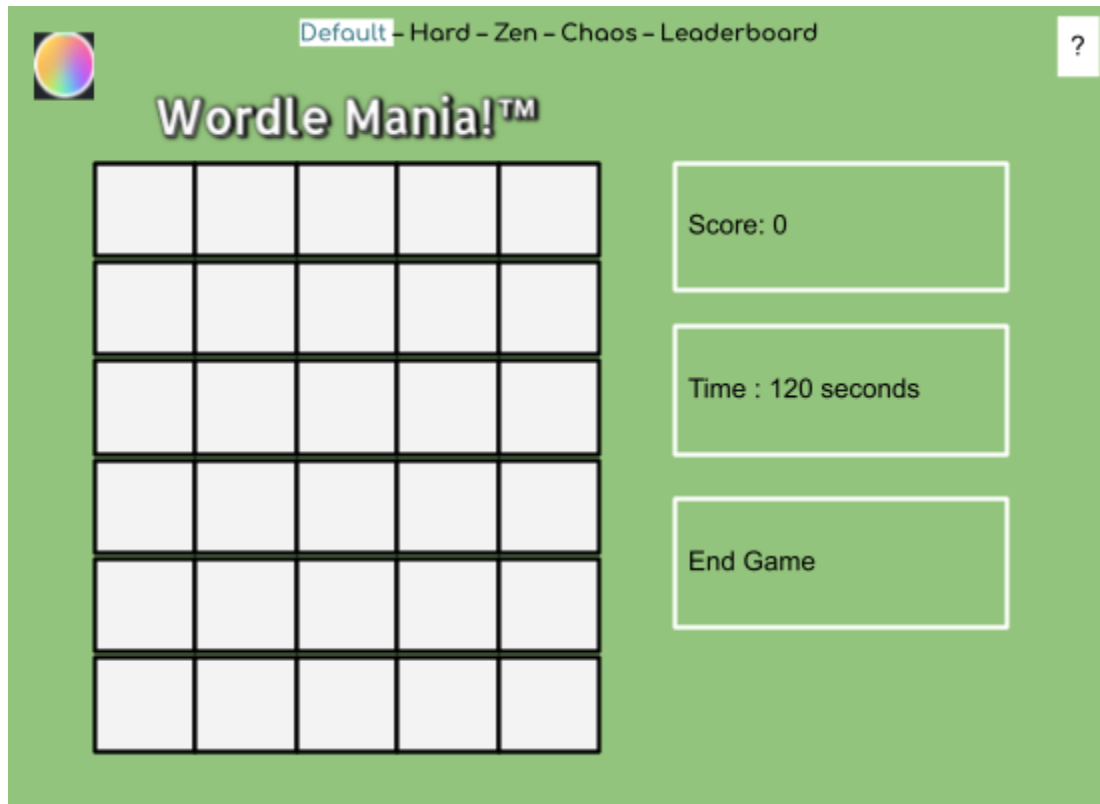 Default – Hard – Zen – Chaos – Leaderboard
?
Wordle Mania!™
Score: 0
Time : 120 seconds
End Game